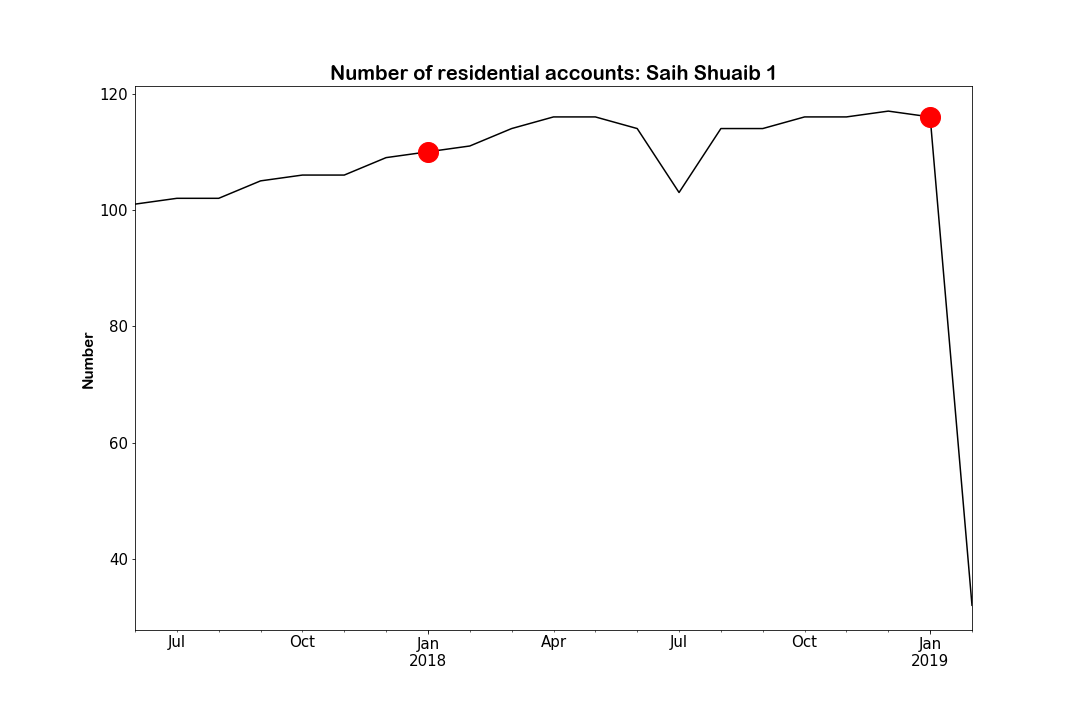 Number of residential accounts: Saih Shuaib 1
120
100
80
60
40
Number
Jul
Oct
Jan
2018
Apr
Jul
Oct
Jan
2019